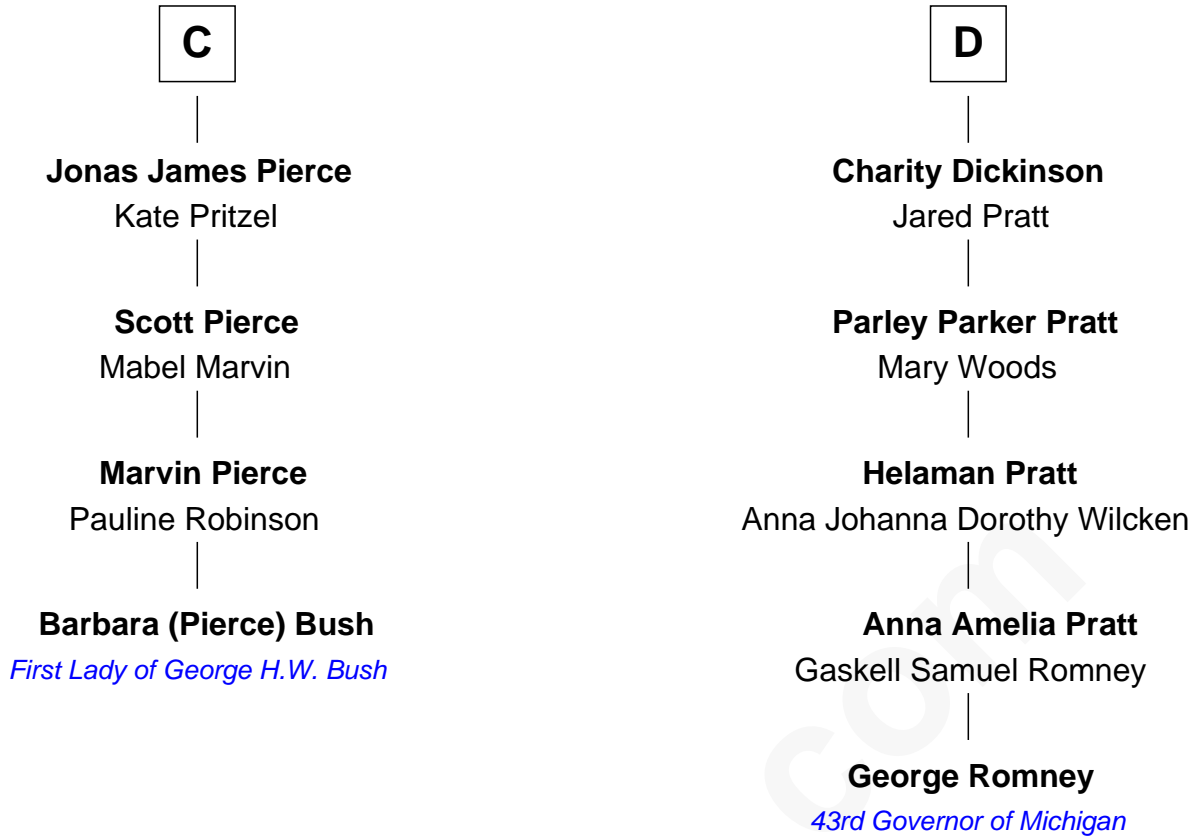 C
Jonas James Pierce
Kate Pritzel
Scott Pierce
Mabel Marvin
Marvin Pierce
Pauline Robinson
Barbara (Pierce) Bush
First Lady of George H.W. Bush
D
Charity Dickinson
Jared Pratt
Parley Parker Pratt
Mary Woods
Helaman Pratt
Anna Johanna Dorothy Wilcken
Anna Amelia Pratt
Gaskell Samuel Romney
George Romney
43rd Governor of Michigan
com